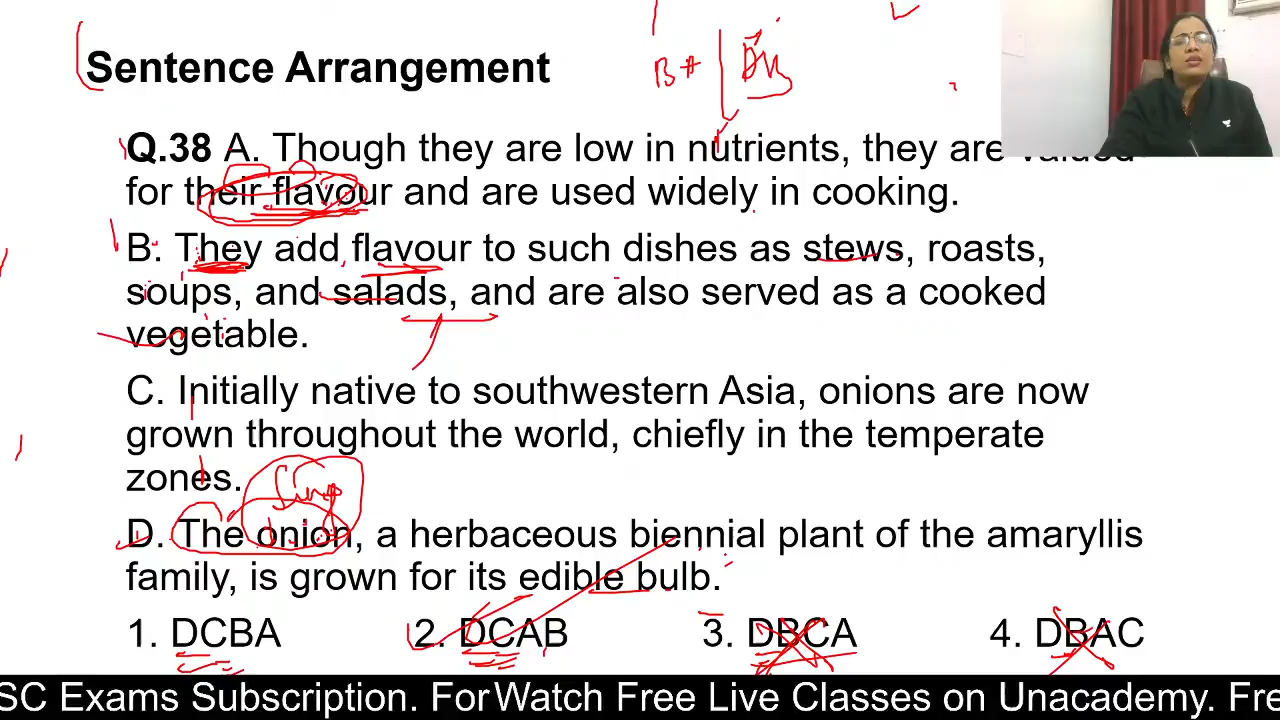 Sentence Arrangement
Q.38 A. Though they are low in nutrients, they are valued
for their flavour and are used widely in cooking.
B. They add flavour to such dishes as stews, roasts,
soups, and salads, and are also served as a cooked
vegetable.
C. Initially native to southwestern Asia, onions are now
grown throughout the world, chiefly in the temperate
zones.
D. The onion, a herbaceous biennial plant of the amaryllis
family, is grown for its edible bulb.
1. DCBA 2. DCAB 3. DBCA 4. DBAC
SC Exams Subscription. For Watch Free Live Classes on Unacademy. Fre